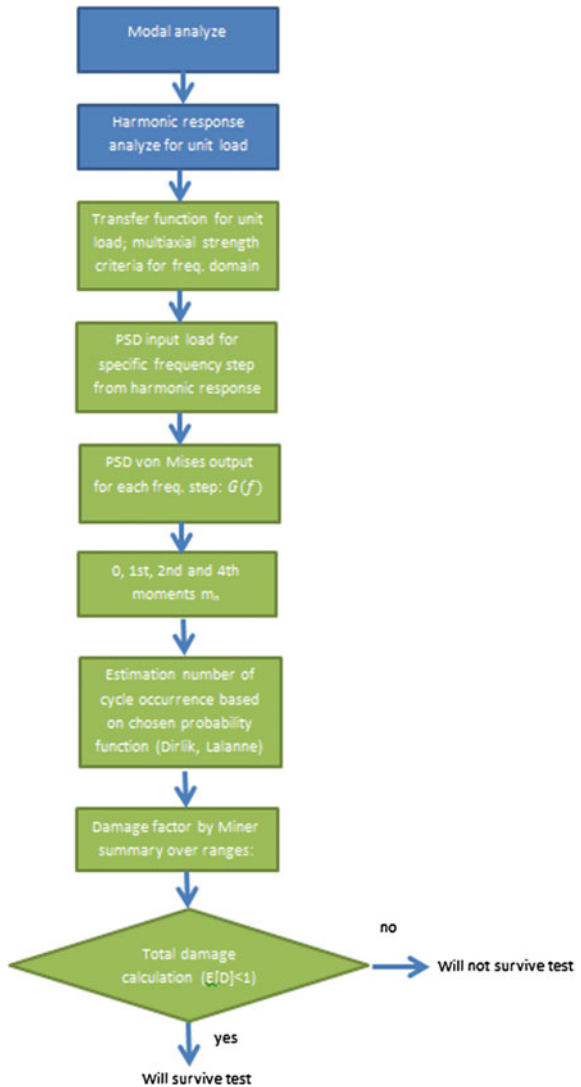 Modal analyze
Harmonic response
analyze for unit load
Transfer function for unit
load; multiaxial strength
criteria for freq. domain
PSD input load for
specific frequency step
from harmonic response
PSD von Mises output
for each freq. step: G(f)
0, 1st, 2nd and 4th
moments mₙ
Estimation number of
cycle occurrence based
on chosen probability
function (Dirlik, Lalanne)
Damage factor by Miner
summary over ranges:
Total damage
calculation (E[D]<1)
no
Will not survive test
yes
Will survive test